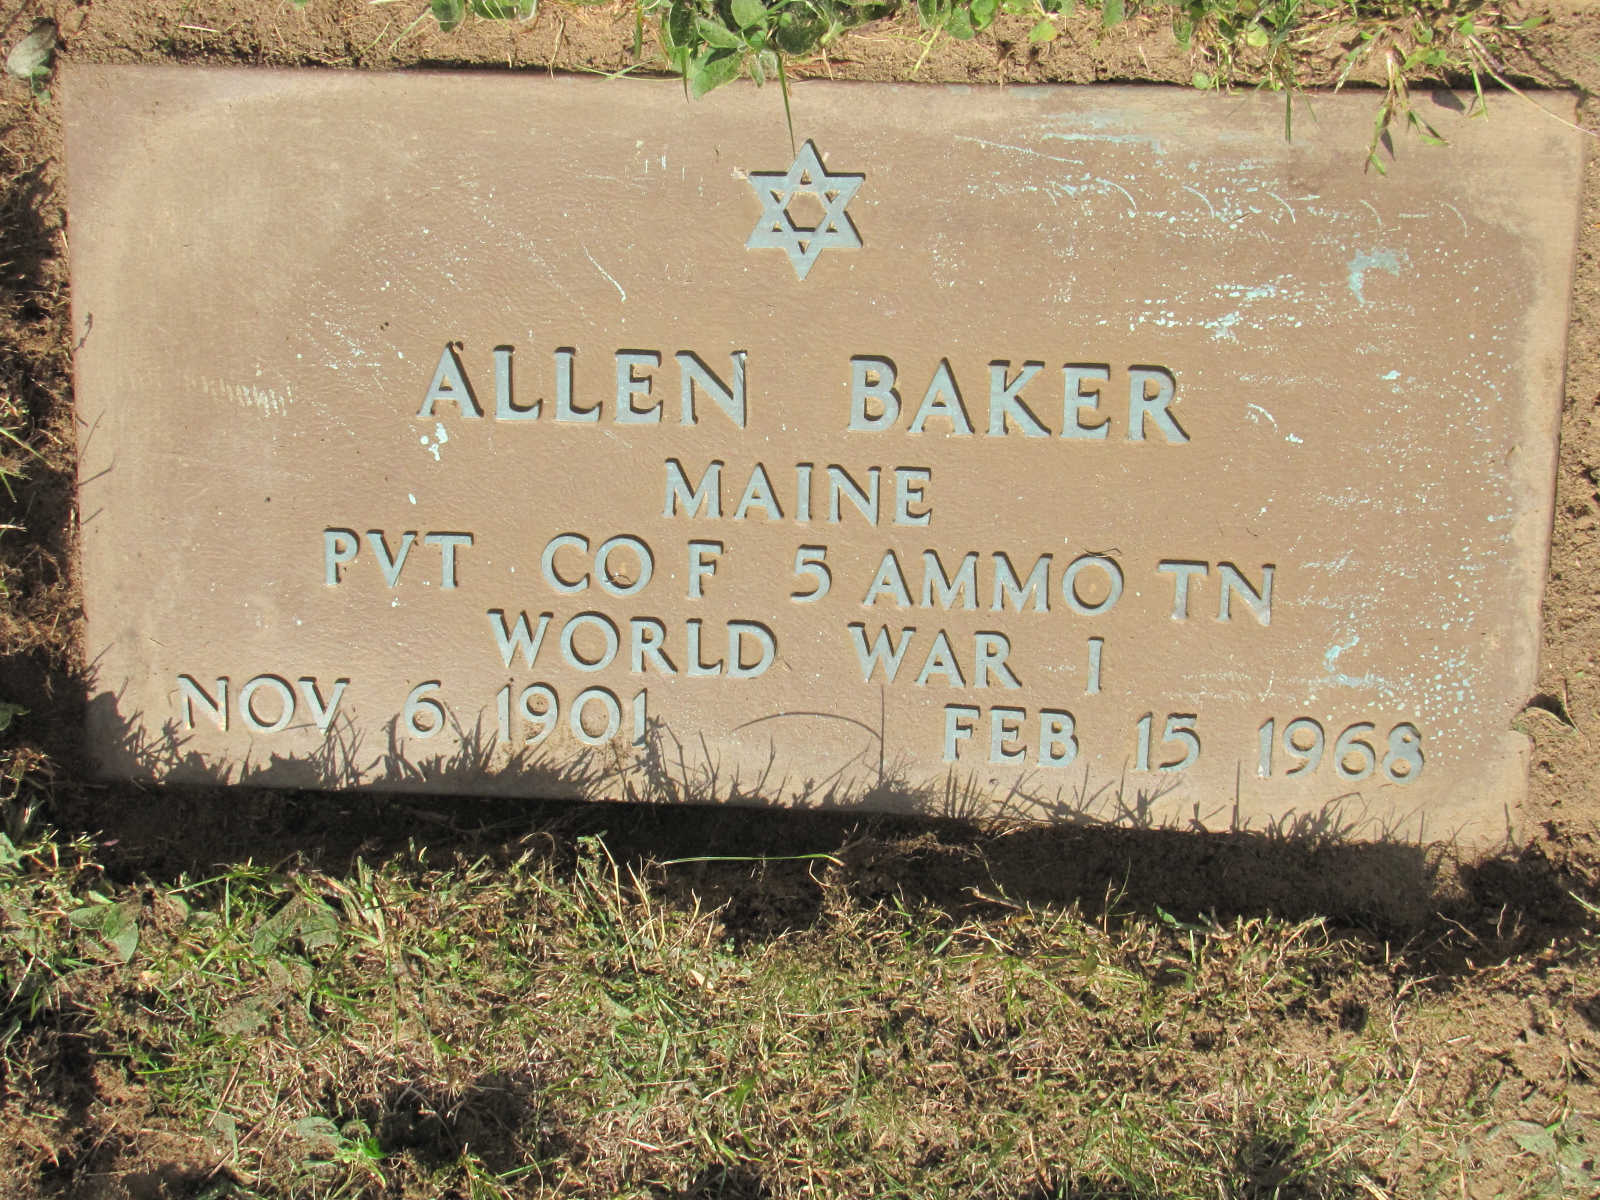 ALLEN BAKER
MAINE
PVT CO F 5 AMMO TN
WORLD WAR I
NOV 6 1901 FEB 15 1968